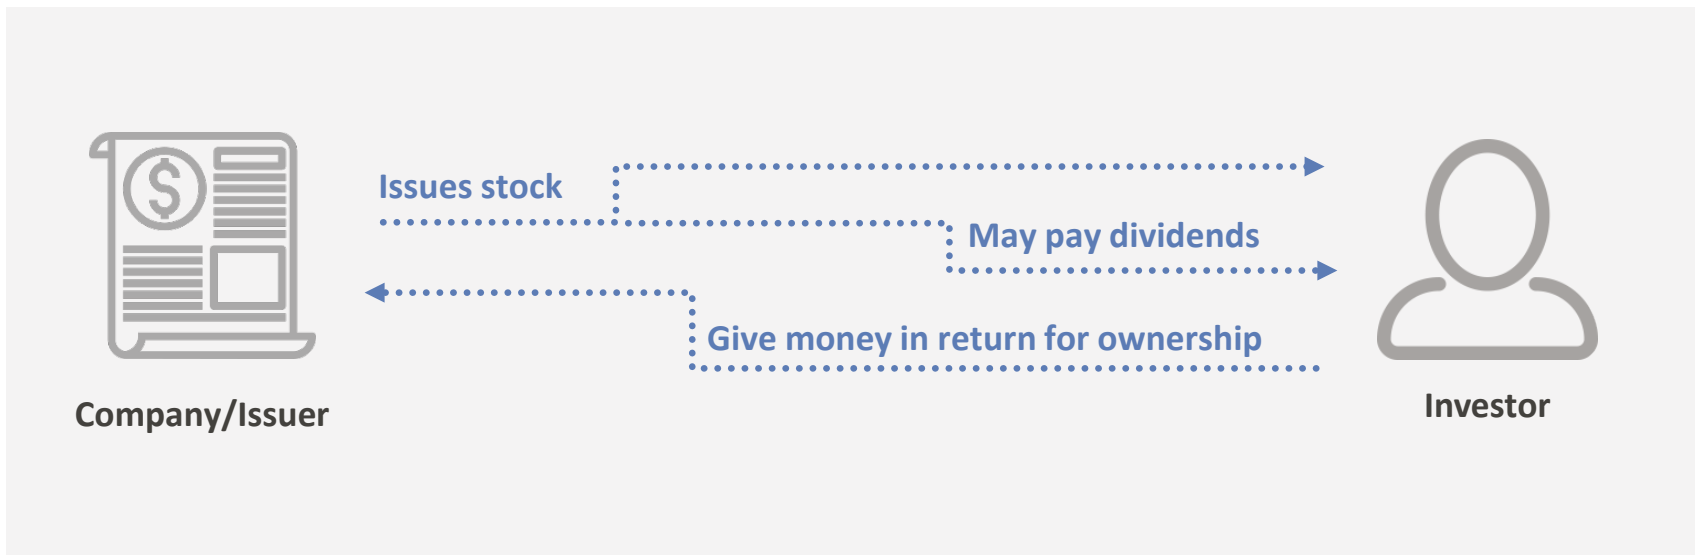 Issues stock
May pay dividends
Give money in return for ownership
Company/Issuer
Investor
$